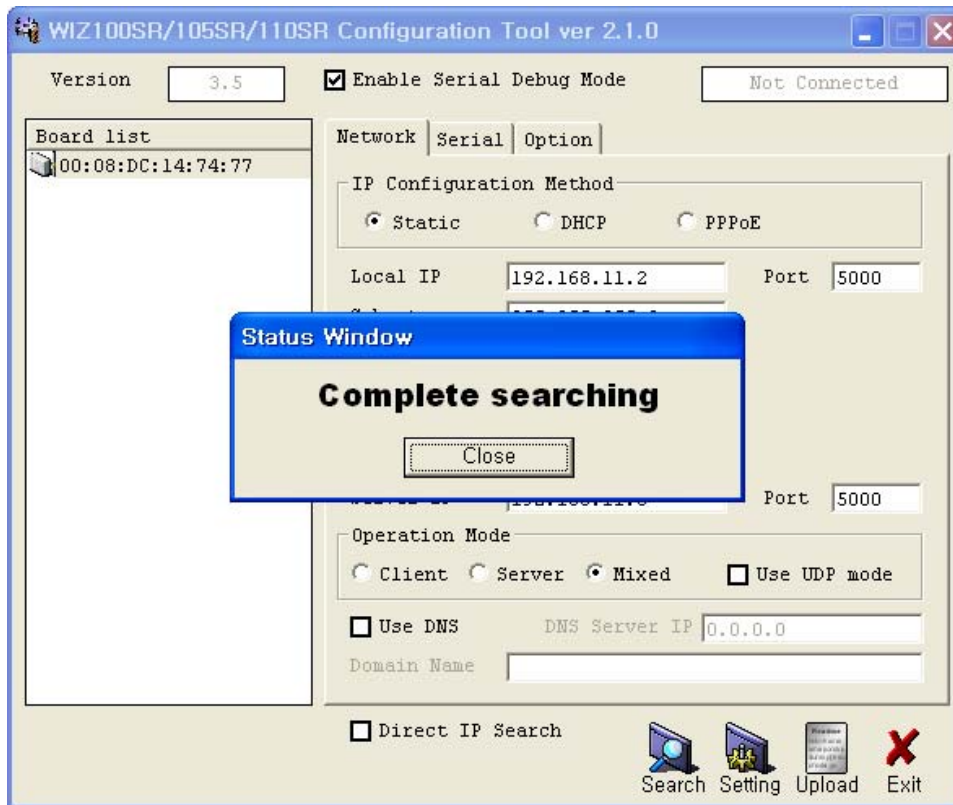 WIZ100SR/105SR/110SR Configuration Tool ver 2.1.0
Version 3.5 Enable Serial Debug Mode Not Connected
Board list
00:08:DC:14:74:77
Network Serial Option
IP Configuration Method
Static DHCP PPPoE
Local IP 192.168.11.2 Port 5000
Status Window
Complete searching
Close
Port 5000
Operation Mode
Client Server Mixed Use UDP mode
Use DNS DNS Server IP 0.0.0.0
Domain Name
Direct IP Search
Search Setting Upload Exit